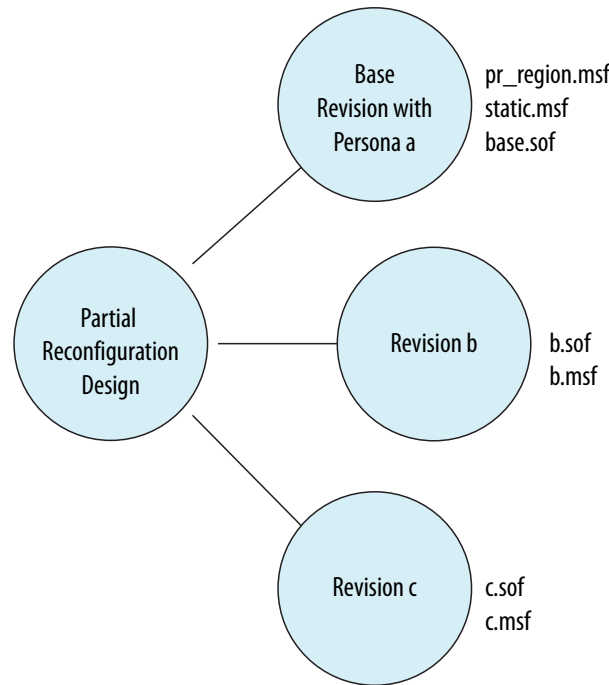 Base
Revision with
Persona a
pr_region.msf
static.msf
base.sof
Partial
Reconfiguration
Design
Revision b
b.sof
b.msf
Revision c
c.sof
c.msf